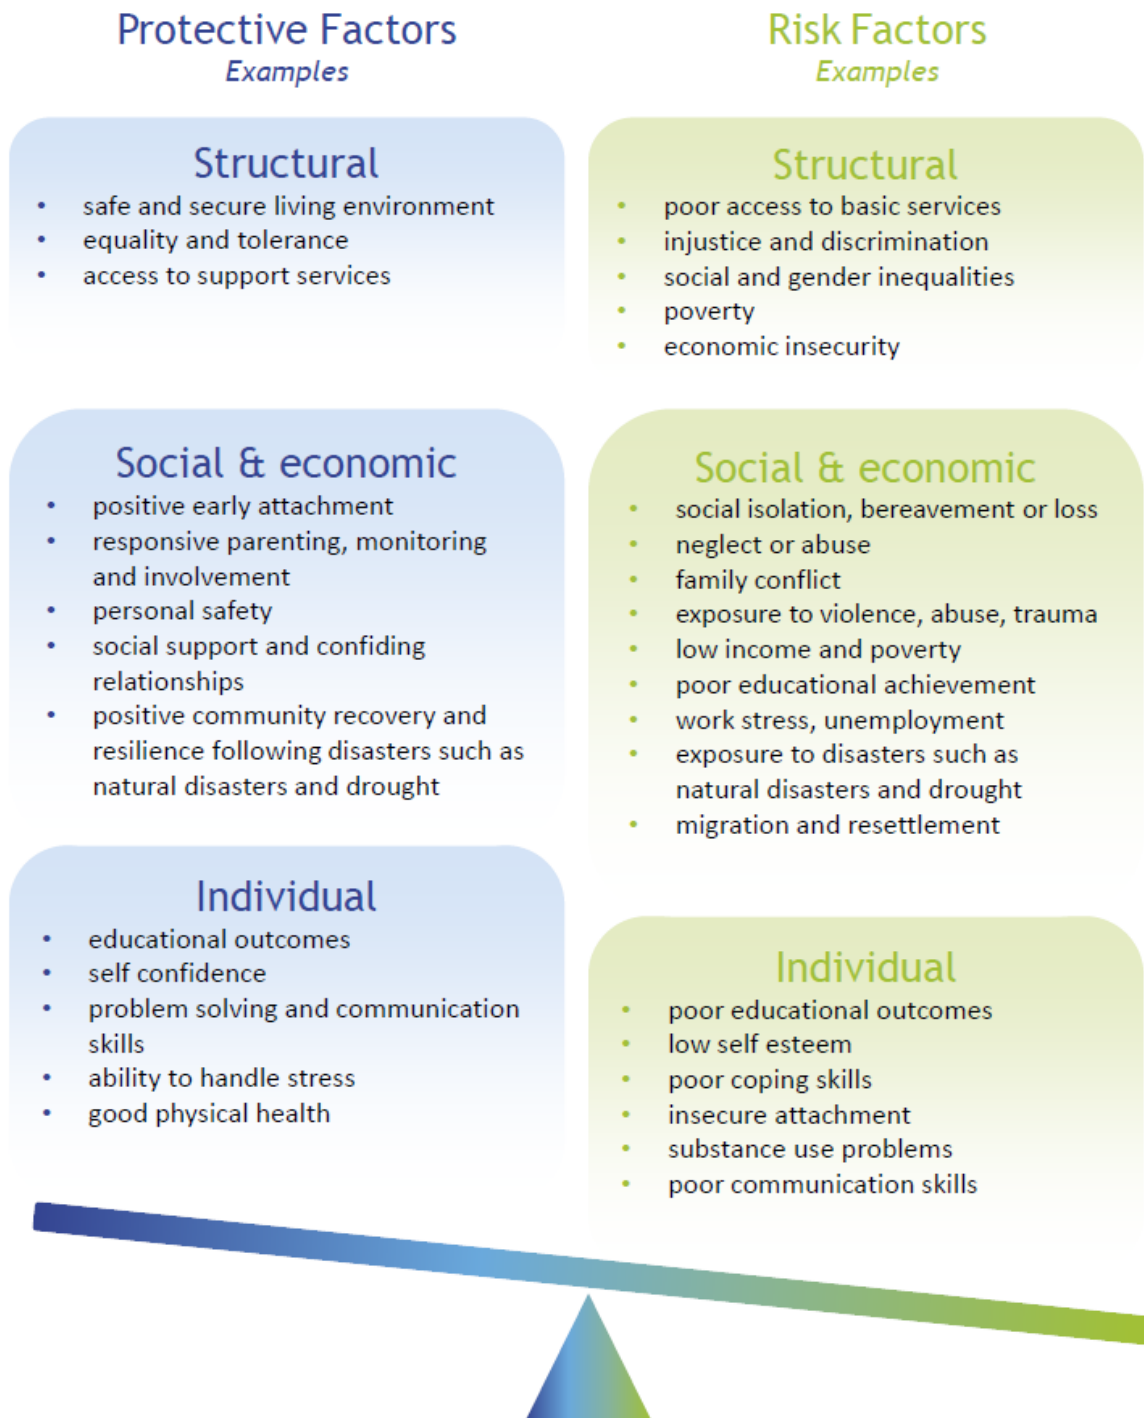 Protective Factors
Examples
Structural
• safe and secure living environment
• equality and tolerance
• access to support services
Social & economic
• positive early attachment
• responsive parenting, monitoring
and involvement
• personal safety
• social support and confiding
relationships
• positive community recovery and
resilience following disasters such as
natural disasters and drought
Individual
• educational outcomes
• self confidence
• problem solving and communication
skills
• ability to handle stress
• good physical health
Risk Factors
Examples
Structural
• poor access to basic services
• injustice and discrimination
• social and gender inequalities
• poverty
• economic insecurity
Social & economic
• social isolation, bereavement or loss
• neglect or abuse
• family conflict
• exposure to violence, abuse, trauma
• low income and poverty
• poor educational achievement
• work stress, unemployment
• exposure to disasters such as
natural disasters and drought
• migration and resettlement
Individual
• poor educational outcomes
• low self esteem
• poor coping skills
• insecure attachment
• substance use problems
• poor communication skills